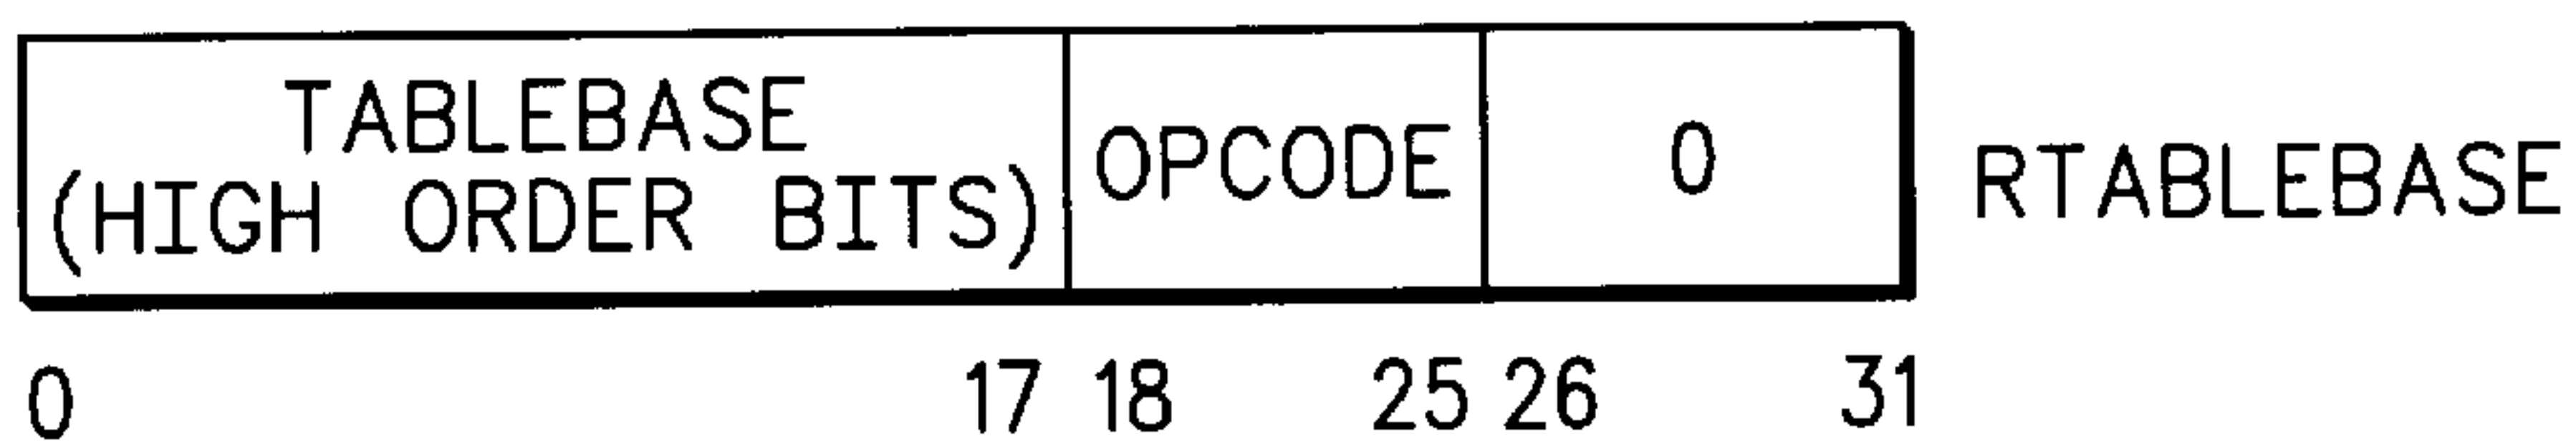 TABLEBASE
(HIGH ORDER BITS)
OPCODE
0
RTABLEBASE
0 17 18 25 26 31